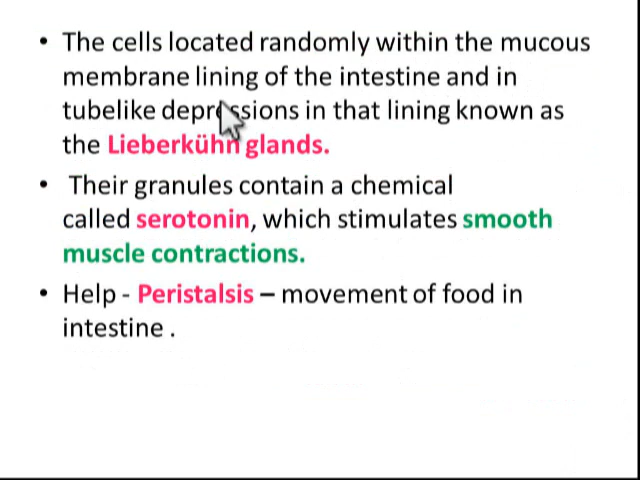 • The cells located randomly within the mucous
membrane lining of the intestine and in
tubelike depressions in that lining known as
the Lieberkühn glands.
• Their granules contain a chemical
called serotonin, which stimulates smooth
muscle contractions.
• Help - Peristalsis – movement of food in
intestine .